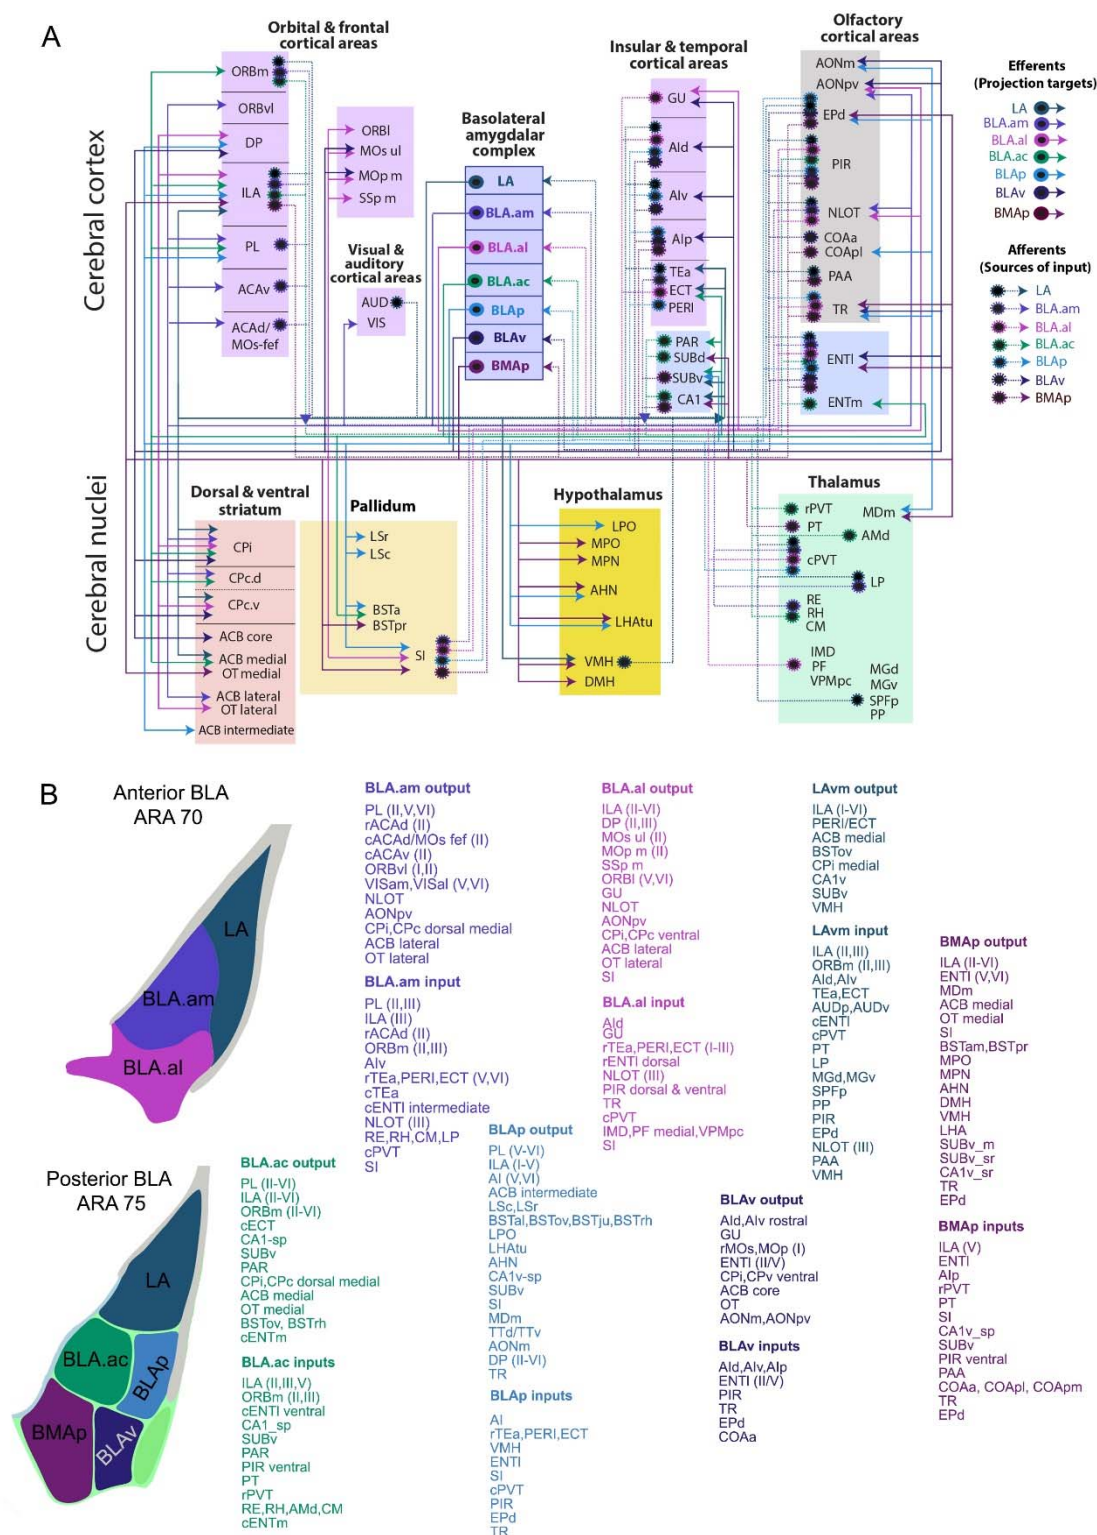 A
Cerebral cortex
Cerebral nuclei
Orbital & frontal
cortical areas
ORBm
ORBvl
DP
ILA
PL
ACAv
ACAd/
MOs-fef
ORBl
MOs ul
MOp m
SSp m
Visual &
auditory
cortical areas
AUD
VIS
Basolateral
amygdalar
complex
LA
BLA.am
BLA.al
BLA.ac
BLAp
BLAv
BMAp
Insular & temporal
cortical areas
GU
AId
AIv
AIp
TEa
ECT
PERI
PAR
SUBd
SUBv
CA1
Olfactory
cortical areas
AONm
AONpv
EPd
PIR
NLOT
COAa
COApl
PAA
TR
ENTl
ENTm
Efferents
(Projection targets)
LA
BLA.am
BLA.al
BLA.ac
BLAp
BLAv
BMAp
Afferents
(Sources of input)
LA
BLA.am
BLA.al
BLA.ac
BLAp
BLAv
BMAp
Dorsal & ventral
striatum
CPi
CPc.d
CPc.v
ACB core
ACB medial
OT medial
ACB lateral
OT lateral
ACB intermediate
Pallidum
LSr
LSc
BSTa
BSTpr
SI
Hypothalamus
LPO
MPO
MPN
AHN
LHAtu
VMH
DMH
Thalamus
rPVT
MDm
PT
AMd
cPVT
LP
RE
RH
CM
IMD
PF
VPMpc
MGd
MGv
SPFp
PP
B
Anterior BLA
ARA 70
LA
BLA.am
BLA.al
Posterior BLA
ARA 75
LA
BLA.ac
BLAp
BMAp
BLAv
BLA.am output
PL (II,V,VI)
rACAd (II)
cACAd/MOs fef (II)
cACAv (II)
ORBvl (I,II)
VISam,VISal (V,VI)
NLOT
AONpv
CPi,CPc dorsal medial
ACB lateral
OT lateral
BLA.am input
PL (II,III)
ILA (III)
rACAd (II)
ORBm (II,III)
AIv
rTEa,PERI,ECT (V,VI)
cTEa
cENTl intermediate
NLOT (III)
RE,RH,CM,LP
cPVT
SI
BLA.al output
ILA (II-VI)
DP (II,III)
MOs ul (II)
MOp m (II)
SSp m
ORBl (V,VI)
GU
NLOT
AONpv
CPi,CPc ventral
ACB lateral
OT lateral
SI
BLA.al input
AId
GU
rTEa,PERI,ECT (I-III)
rENTl dorsal
NLOT (III)
PIR dorsal & ventral
TR
cPVT
IMD,PF medial,VPMpc
SI
LAvm output
ILA (I-VI)
PERI/ECT
ACB medial
BSTov
CPi medial
CA1v
SUBv
VMH
LAvm input
ILA (II,III)
ORBm (II,III)
AId,AIv
TEa,ECT
AUDp,AUDv
cENTl
cPVT
PT
LP
MGd,MGv
SPFp
PP
PIR
EPd
NLOT (III)
PAA
VMH
BMAp output
ILA (II-VI)
ENTl (V,VI)
MDm
ACB medial
OT medial
SI
BSTam,BSTpr
MPO
MPN
AHN
DMH
VMH
LHA
SUBv_m
SUBv_sr
CA1v_sr
TR
EPd
BMAp inputs
ILA (V)
ENTl
AIp
rPVT
PT
SI
CA1v_sp
SUBv
PIR ventral
PAA
COAa, COApl, COApm
TR
EPd
BLA.ac output
PL (II-VI)
ILA (II-VI)
ORBm (II-VI)
cECT
CA1-sp
SUBv
PAR
CPi,CPc dorsal medial
ACB medial
OT medial
BSTov, BSTrh
cENTm
BLA.ac inputs
ILA (II,III,V)
ORBm (II,III)
cENTl ventral
CA1_sp
SUBv
PAR
PIR ventral
PT
rPVT
RE,RH,AMd,CM
cENTm
BLAp output
PL (V-VI)
ILA (I-V)
AI (V,VI)
ACB intermediate
LSc,LSr
BSTal,BSTov,BSTju,BSTrh
LPO
LHAtu
AHN
CA1v-sp
SUBv
SI
MDm
TTd/TTv
AONm
DP (II-VI)
TR
BLAp inputs
AI
rTEa,PERI,ECT
VMH
ENTl
SI
cPVT
PIR
EPd
TR
BLAv output
AId,AIv rostral
GU
rMOs,MOp (I)
ENTl (II/V)
CPi,CPv ventral
ACB core
OT
AONm,AONpv
BLAv inputs
AId,AIv,AIp
ENTl (II/V)
PIR
TR
EPd
COAa